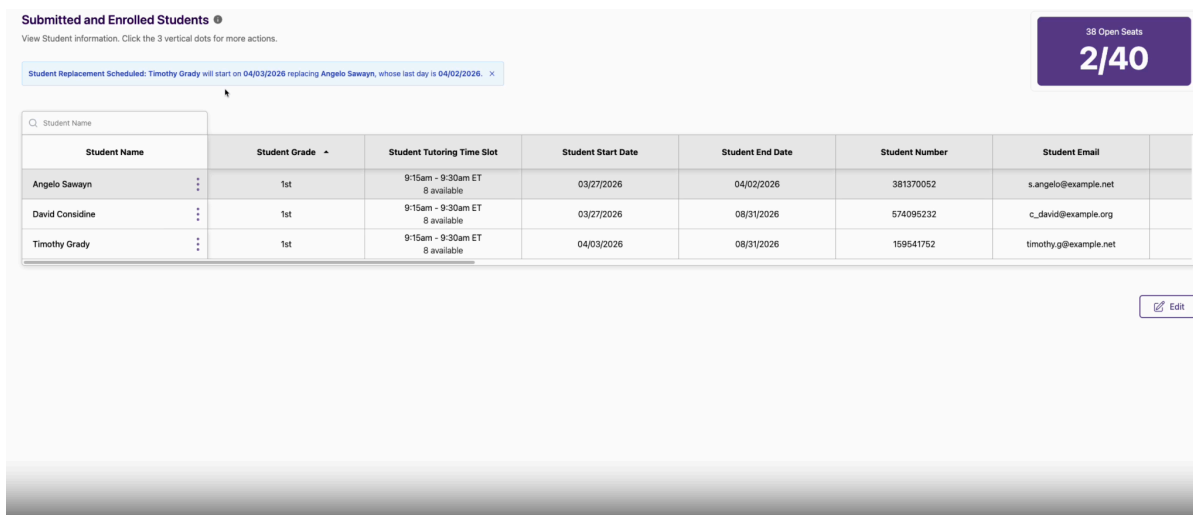 Submitted and Enrolled Students
View Student information. Click the 3 vertical dots for more actions.
38 Open Seats
2/40
Student Replacement Scheduled: Timothy Grady will start on 04/03/2026 replacing Angelo Sawayn, whose last day is 04/02/2026. ×
Student Name
Student Name Student Grade Student Tutoring Time Slot Student Start Date Student End Date Student Number Student Email
Angelo Sawayn 1st 9:15am - 9:30am ET 03/27/2026 04/02/2026 381370052 s.angelo@example.net
8 available
David Considine 1st 9:15am - 9:30am ET 03/27/2026 08/31/2026 574095232 c_david@example.org
8 available
Timothy Grady 1st 9:15am - 9:30am ET 04/03/2026 08/31/2026 159541752 timothy.g@example.net
8 available
Edit